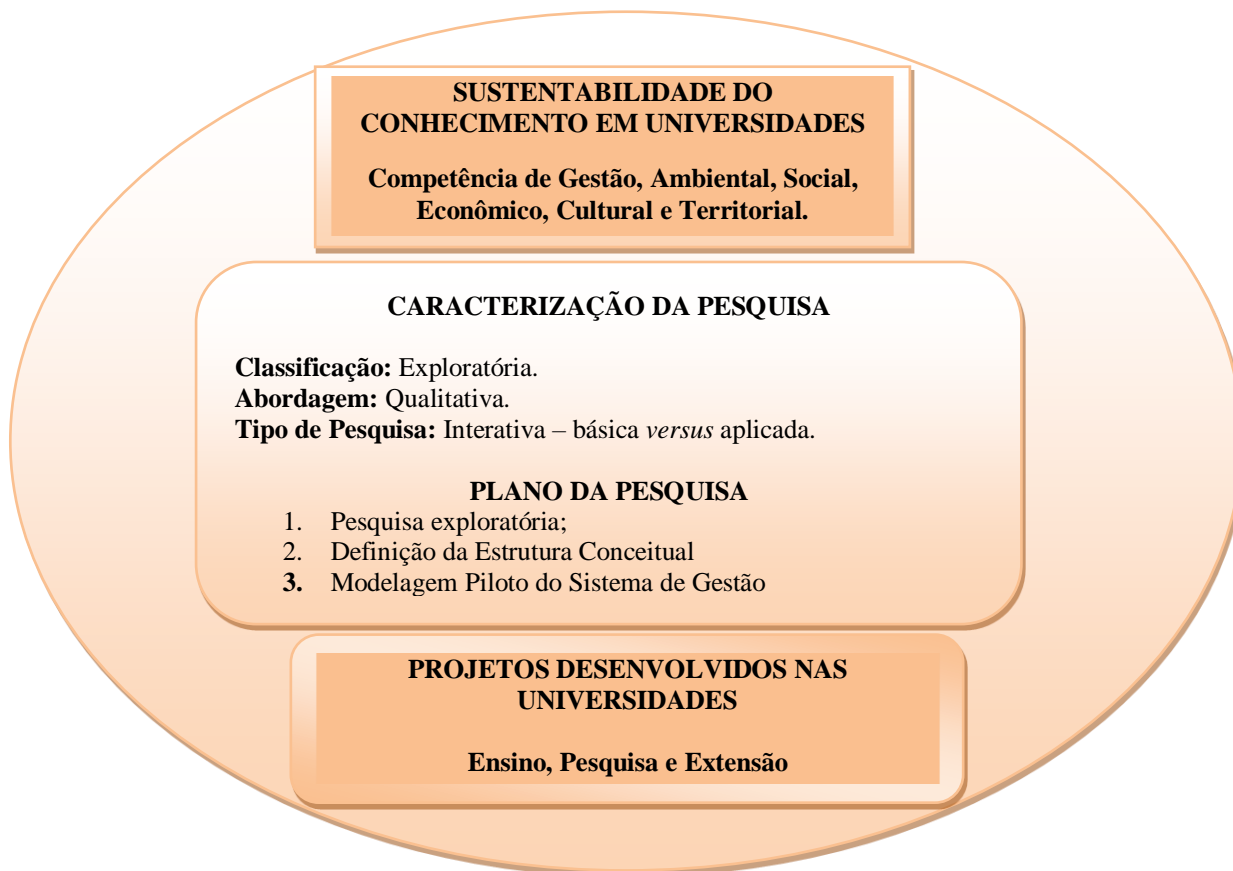 SUSTENTABILIDADE DO
CONHECIMENTO EM UNIVERSIDADES
Competência de Gestão, Ambiental, Social,
Econômico, Cultural e Territorial.
CARACTERIZAÇÃO DA PESQUISA
Classificação: Exploratória.
Abordagem: Qualitativa.
Tipo de Pesquisa: Interativa – básica versus aplicada.
PLANO DA PESQUISA
1. Pesquisa exploratória;
2. Definição da Estrutura Conceitual
3. Modelagem Piloto do Sistema de Gestão
PROJETOS DESENVOLVIDOS NAS
UNIVERSIDADES
Ensino, Pesquisa e Extensão